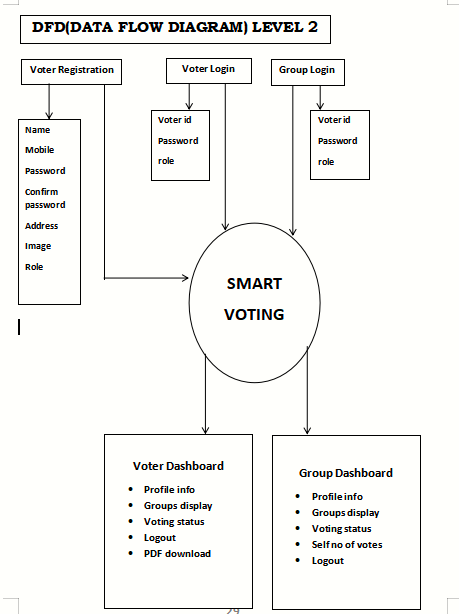 DFD(DATA FLOW DIAGRAM) LEVEL 2
Voter Registration
Voter Login
Group Login
Name
Mobile
Password
Confirm
password
Address
Image
Role
Voter id
Password
role
Voter id
Password
role
SMART
VOTING
Voter Dashboard
• Profile info
• Groups display
• Voting status
• Logout
• PDF download
Group Dashboard
• Profile info
• Groups display
• Voting status
• Self no of votes
• Logout